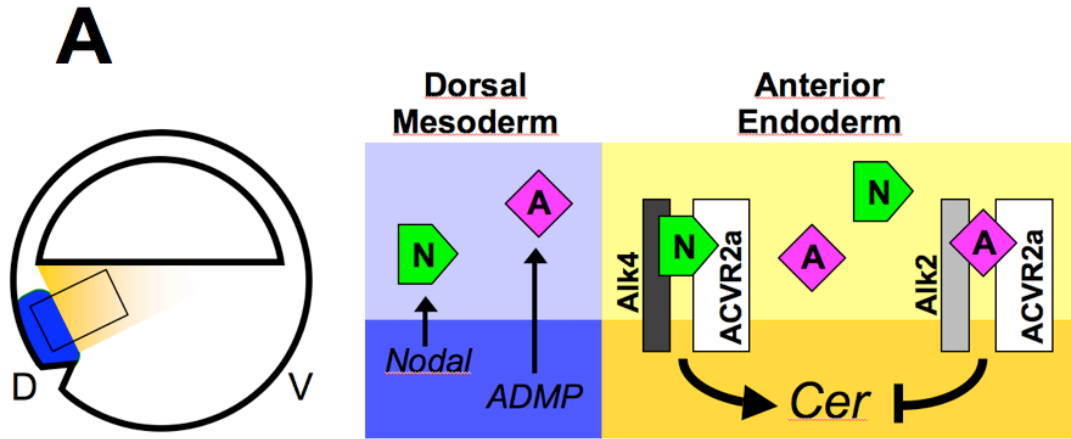 A
Dorsal
Mesoderm
Anterior
Endoderm
N
A
Alk4
N
ACVR2a
A
N
Alk2
A
ACVR2a
Nodal
ADMP
Cer
D
V